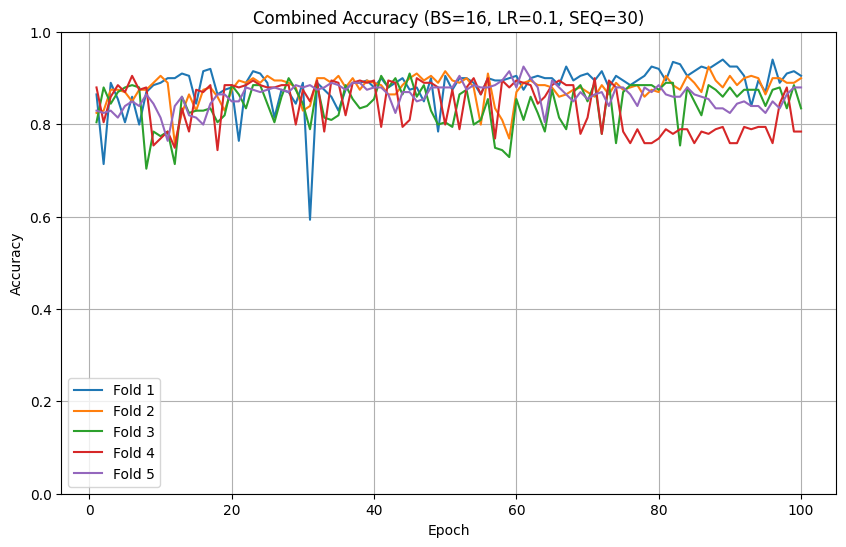 Combined Accuracy (BS=16, LR=0.1, SEQ=30)
1.0
0.8
0.6
0.4
0.2
0.0
Accuracy
Fold 1
Fold 2
Fold 3
Fold 4
Fold 5
0 20 40 60 80 100
Epoch